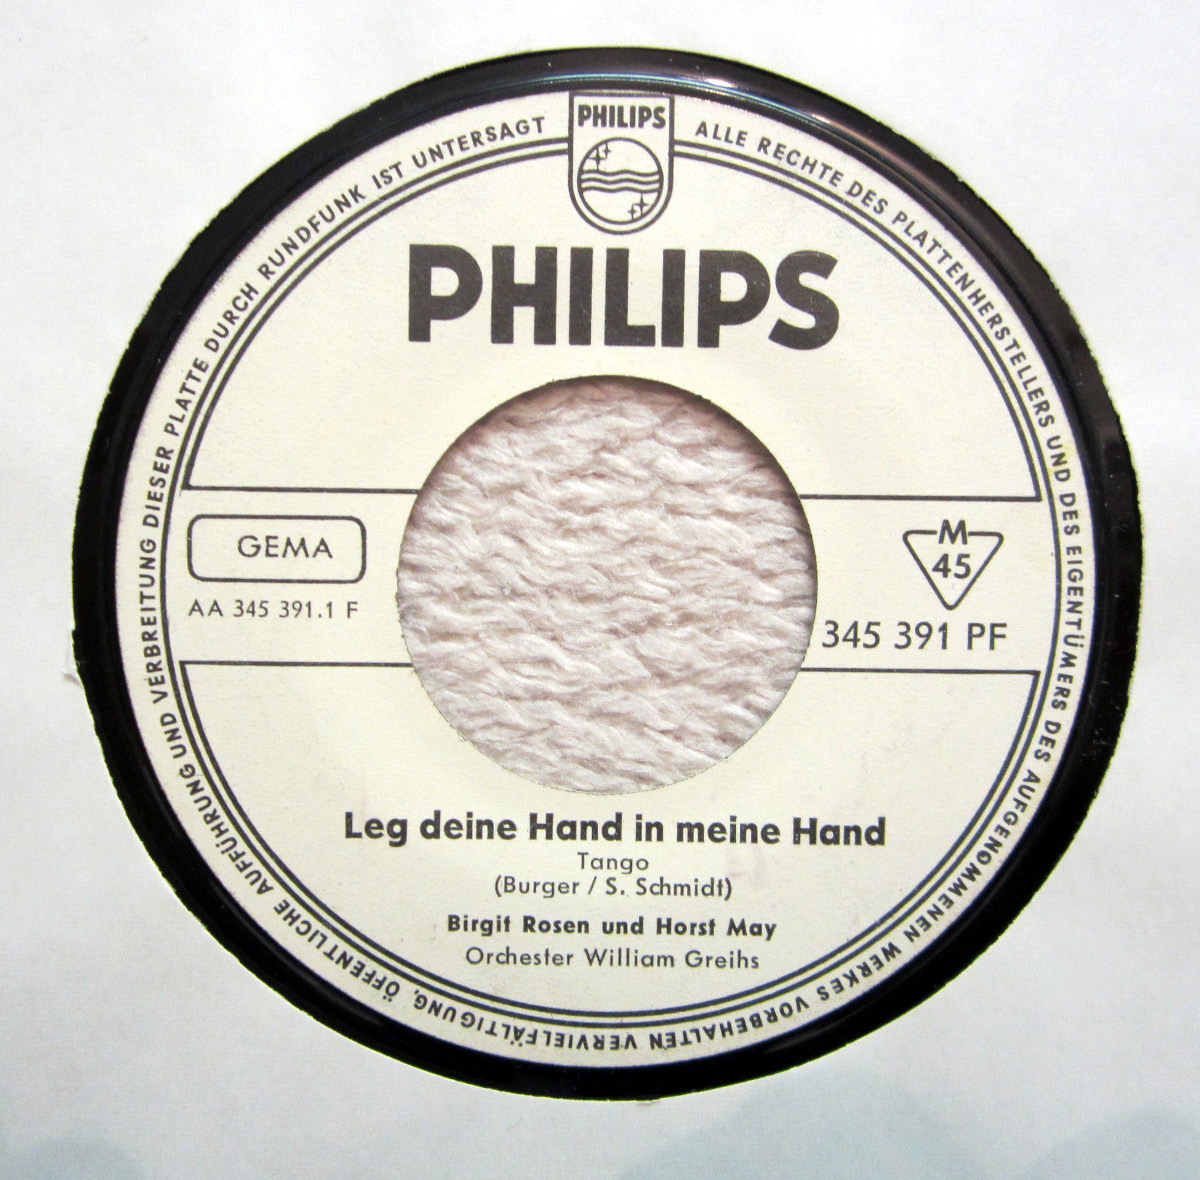 ALLE RECHTE DES PLATTENHERSTELLERS UND DES EIGENTÜMERS DES AUFGENOMMENEN WERKES VORBEHALTEN VERVIELFÄLTIGUNG, ÖFFENTLICHE AUFFÜHRUNG UND VERBREITUNG DIESER PLATTE DURCH RUNDFUNK IST UNTERSAGT
PHILIPS
PHILIPS
GEMA
AA 345 391.1 F
M
45
345 391 PF
Leg deine Hand in meine Hand
Tango
(Burger / S. Schmidt)
Birgit Rosen und Horst May
Orchester William Greihs